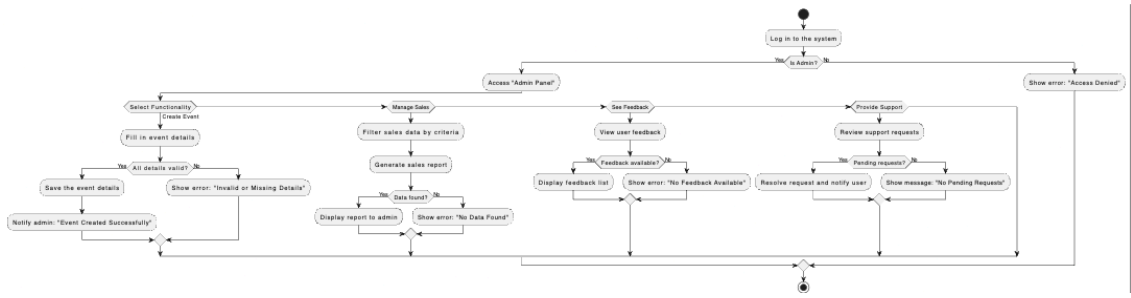 Log in to the system
Yes
Is Admin?
No
Access "Admin Panel"
Show error: "Access Denied"
Select Functionality
Manage Sales
See Feedback
Provide Support
Create Event
Fill in event details
Filter sales data by criteria
View user feedback
Review support requests
Yes
All details valid?
No
Generate sales report
Yes
Feedback available?
No
Yes
Pending requests?
No
Save the event details
Show error: "Invalid or Missing Details"
Display feedback list
Show error: "No Feedback Available"
Resolve request and notify user
Show message: "No Pending Requests"
Yes
Data found?
No
Notify admin: "Event Created Successfully"
Display report to admin
Show error: "No Data Found"